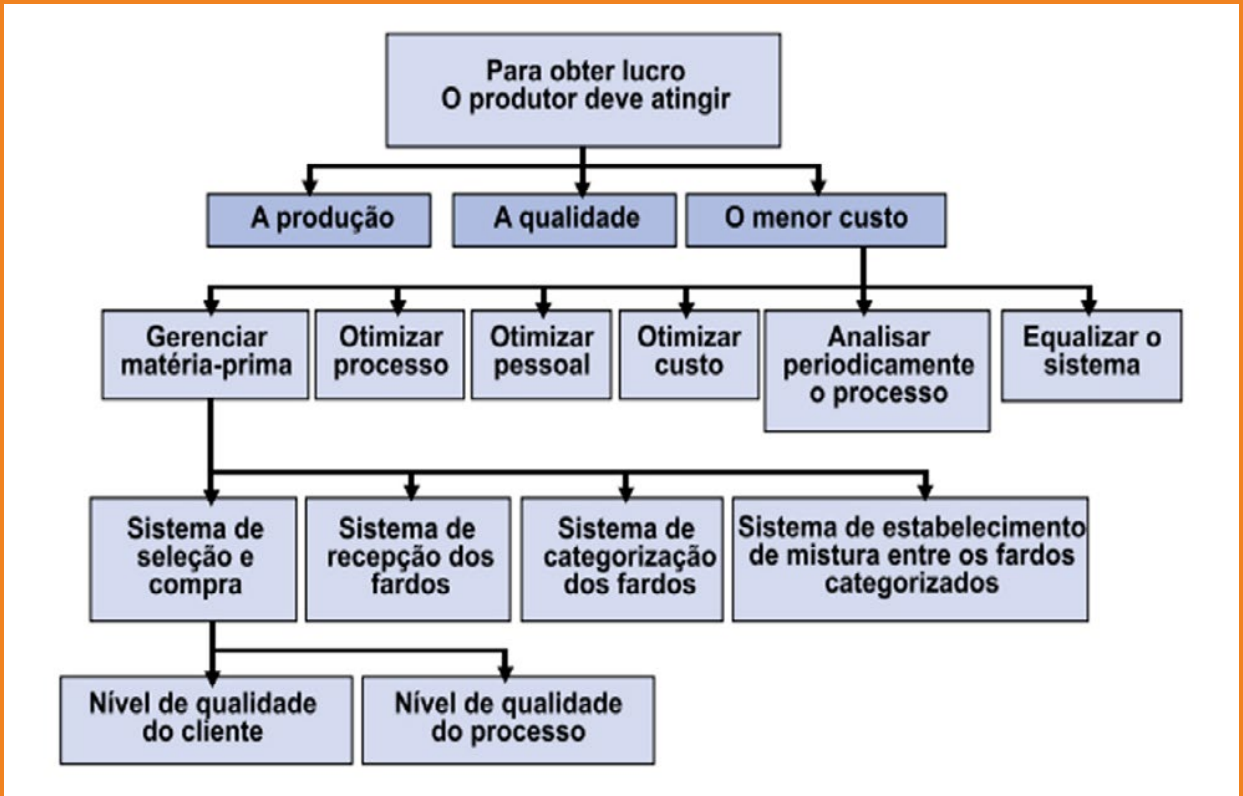 Para obter lucro
O produtor deve atingir
A produção
A qualidade
O menor custo
Gerenciar
matéria-prima
Otimizar
processo
Otimizar
pessoal
Otimizar
custo
Analisar
periodicamente
o processo
Equalizar o
sistema
Sistema de
seleção e
compra
Sistema de
recepção dos
fardos
Sistema de
categorização
dos fardos
Sistema de estabelecimento
de mistura entre os fardos
categorizados
Nível de qualidade
do cliente
Nível de qualidade
do processo